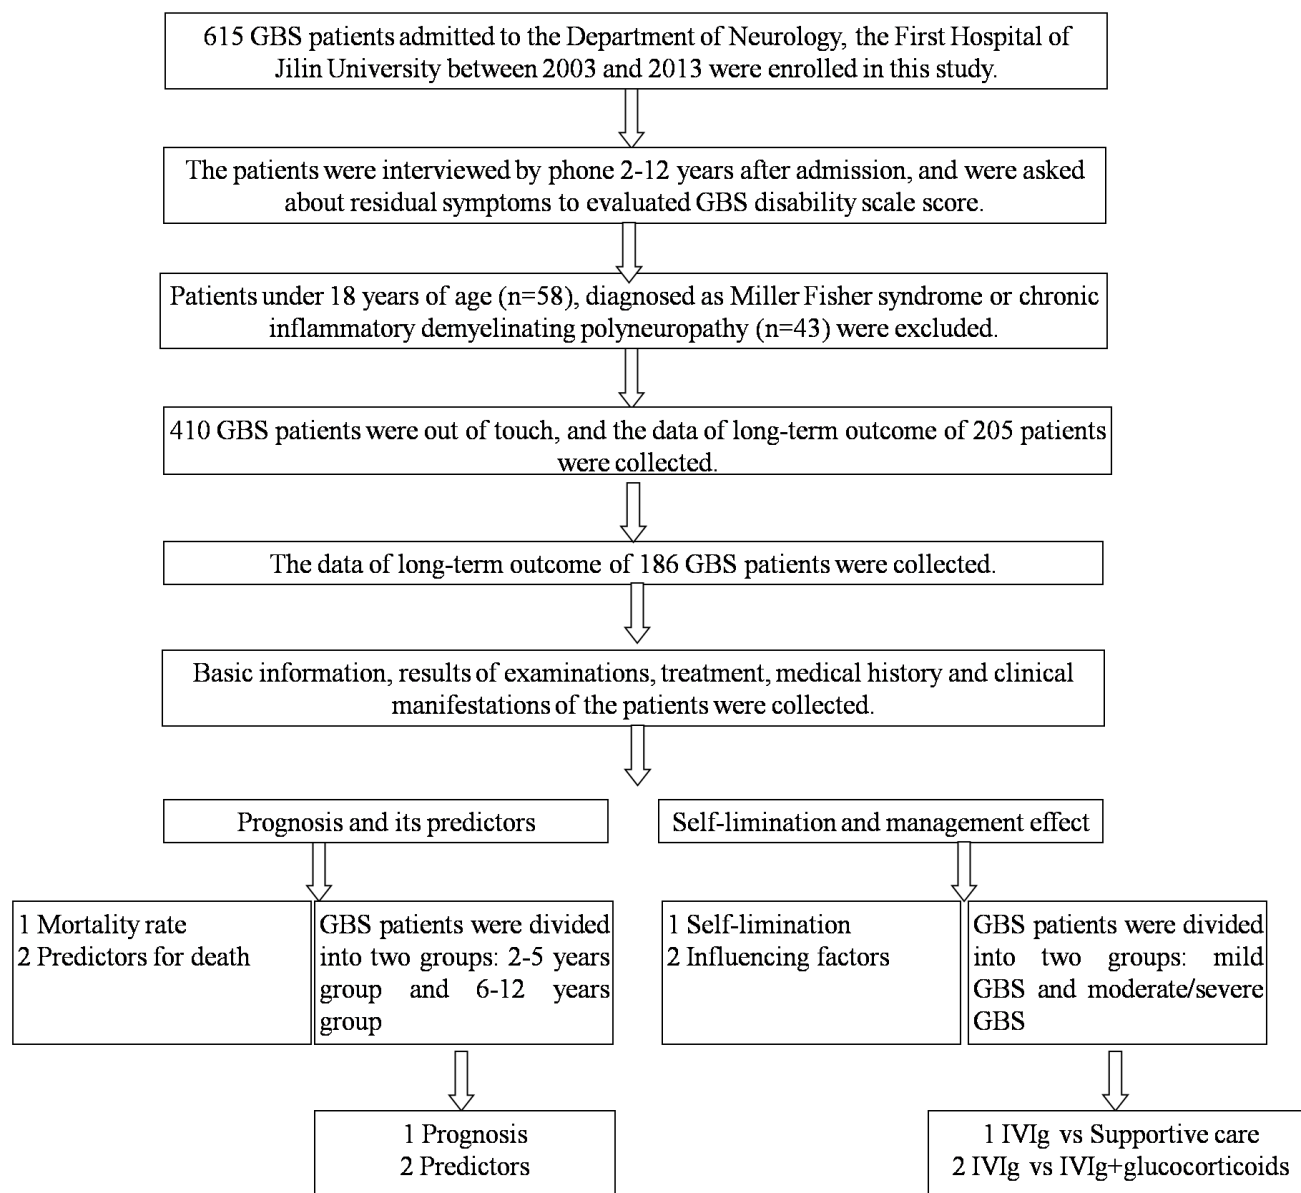 615 GBS patients admitted to the Department of Neurology, the First Hospital of
Jilin University between 2003 and 2013 were enrolled in this study.
The patients were interviewed by phone 2-12 years after admission, and were asked
about residual symptoms to evaluated GBS disability scale score.
Patients under 18 years of age (n=58), diagnosed as Miller Fisher syndrome or chronic
inflammatory demyelinating polyneuropathy (n=43) were excluded.
410 GBS patients were out of touch, and the data of long-term outcome of 205 patients
were collected.
The data of long-term outcome of 186 GBS patients were collected.
Basic information, results of examinations, treatment, medical history and clinical
manifestations of the patients were collected.
Prognosis and its predictors
Self-limination and management effect
1 Mortality rate
2 Predictors for death
GBS patients were divided
into two groups: 2-5 years
group and 6-12 years
group
1 Self-limination
2 Influencing factors
GBS patients were divided
into two groups: mild
GBS and moderate/severe
GBS
1 Prognosis
2 Predictors
1 IVIg vs Supportive care
2 IVIg vs IVIg+glucocorticoids